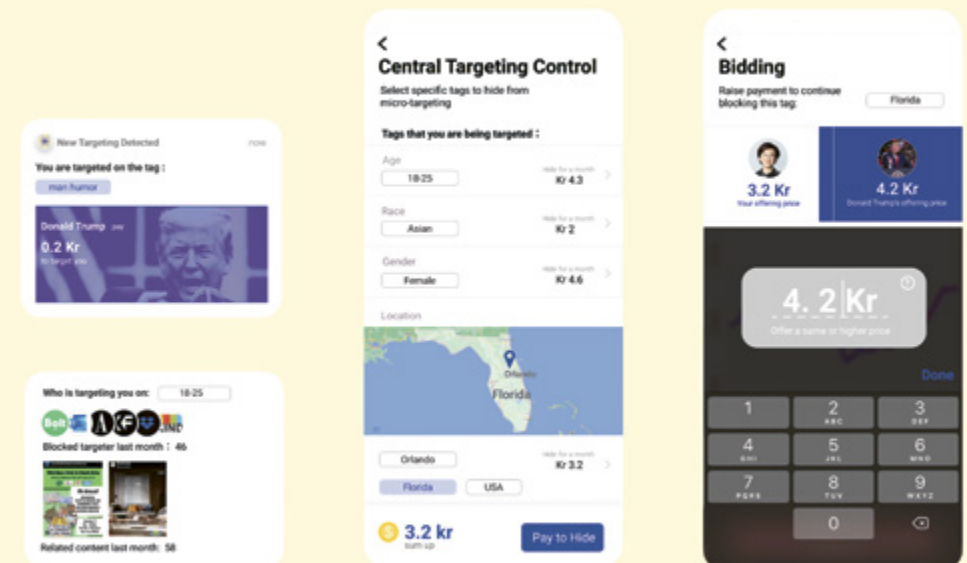 New Targeting Detected
now
You are targeted on the tag :
man humor
Donald Trump pay
0.2 Kr
to target you
Who is targeting you on:
18-25
Bolt
Blocked targeter last month : 46
Related content last month: 58
Central Targeting Control
Select specific tags to hide from
micro-targeting
Tags that you are being targeted :
Age
18-25
Hide for a month
Kr 4.3
Race
Asian
Hide for a month
Kr 2
Gender
Female
Hide for a month
Kr 4.6
Location
Orlando
Florida
Orlando
Hide for a month
Kr 3.2
Florida
USA
3.2 kr
sum up
Pay to Hide
Bidding
Raise payment to continue
blocking this tag:
Florida
3.2 Kr
Your offering price
4.2 Kr
Donald Trump's offering price
4. 2 Kr
Offer a same or higher price
Done
1
2
ABC
3
DEF
4
GHI
5
JKL
6
MNO
7
PQRS
8
TUV
9
WXYZ
0